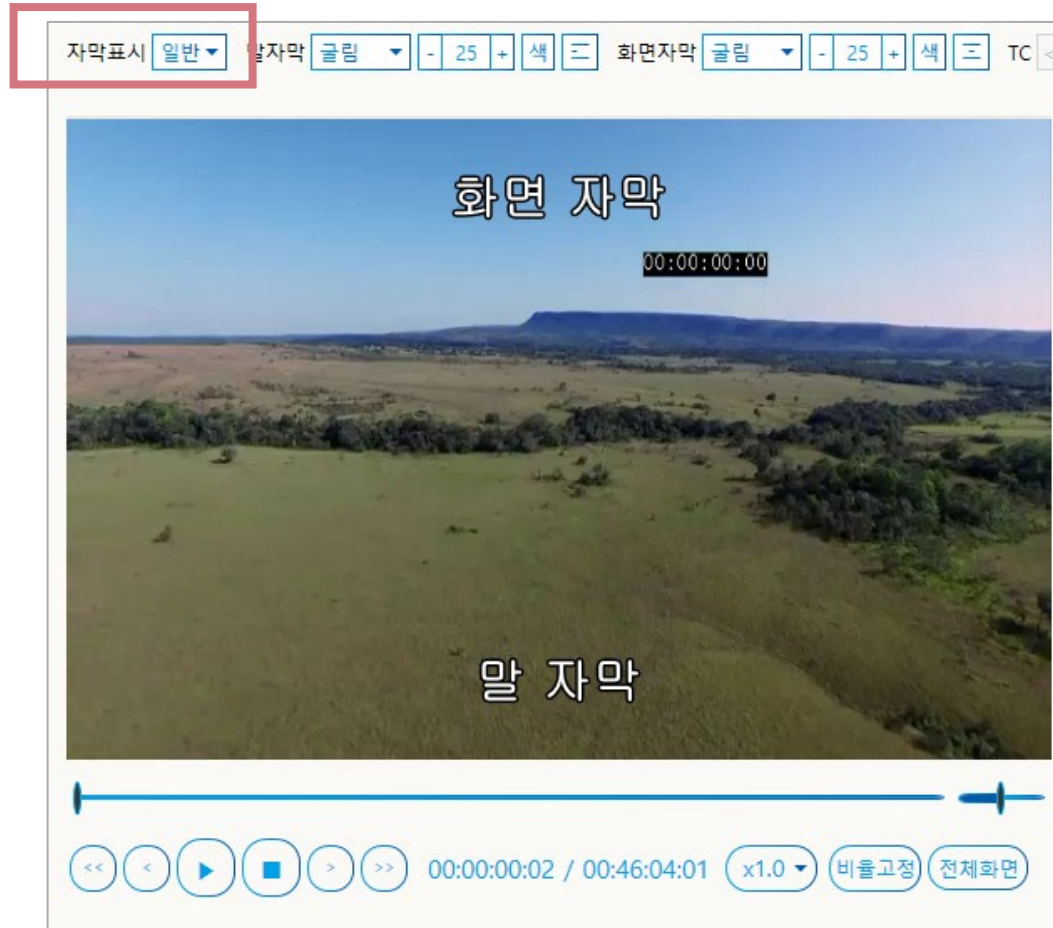 자막표시 일반 말자막 굴림 - 25 + 색 화면자막 굴림 - 25 + 색 TC <
화면 자막
00:00:00:00
말 자막
<< < > >> 00:00:00:02 / 00:46:04:01 x1.0 비율고정 전체화면